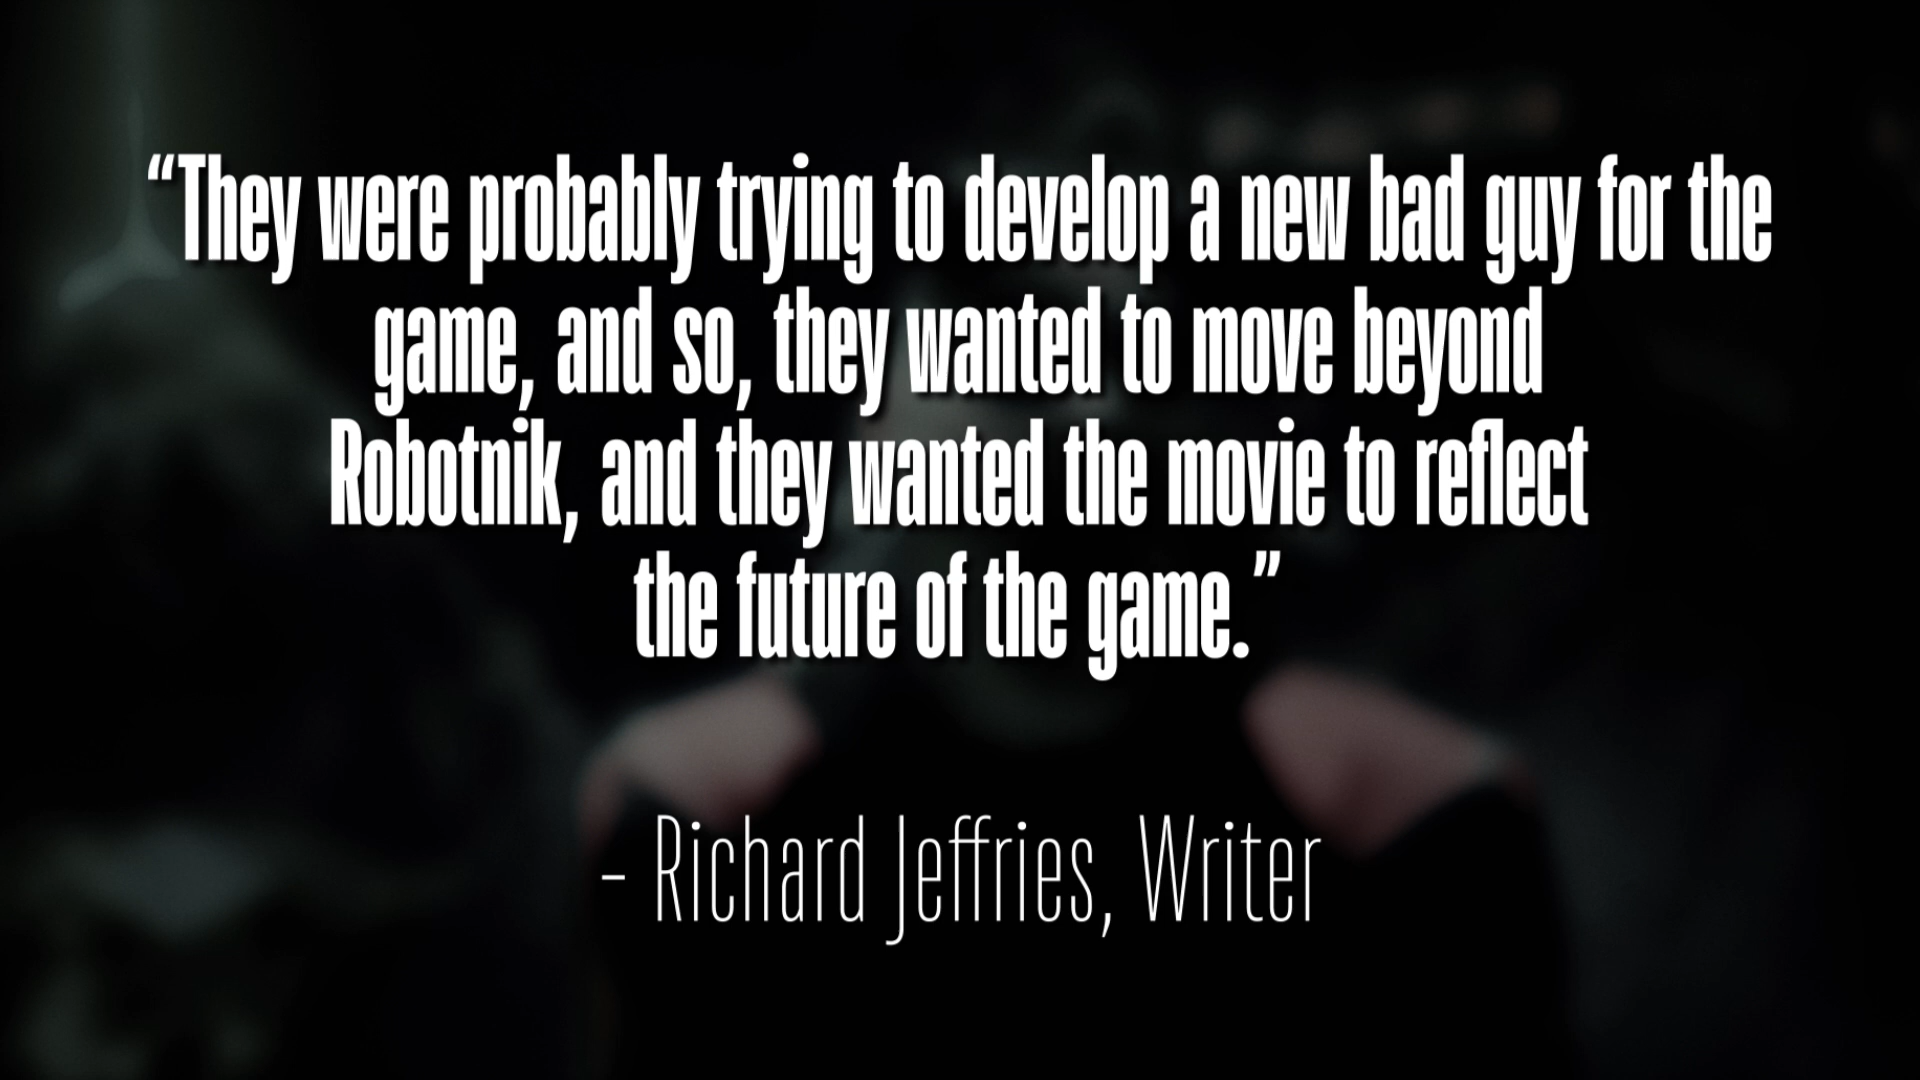 “They were probably trying to develop a new bad guy for the
game, and so, they wanted to move beyond
Robotnik, and they wanted the movie to reflect
the future of the game.”
- Richard Jeffries, Writer